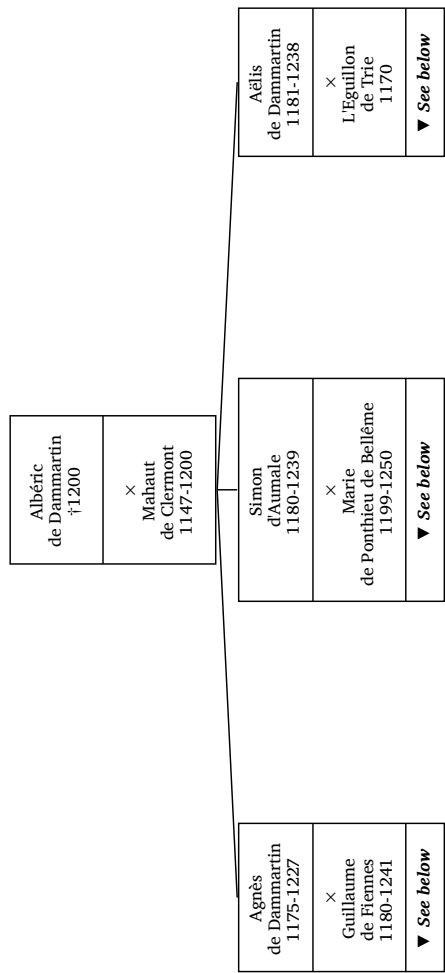 Albéric
de Dammartin
†1200
×
Mahaut
de Clermont
1147-1200
Agnès
de Dammartin
1175-1227
×
Guillaume
de Fiennes
1180-1241
▼ See below
Simon
d'Aumale
1180-1239
×
Marie
de Ponthieu de Bellême
1199-1250
▼ See below
Aëlis
de Dammartin
1181-1238
×
L'Eguillon
de Trie
1170
▼ See below